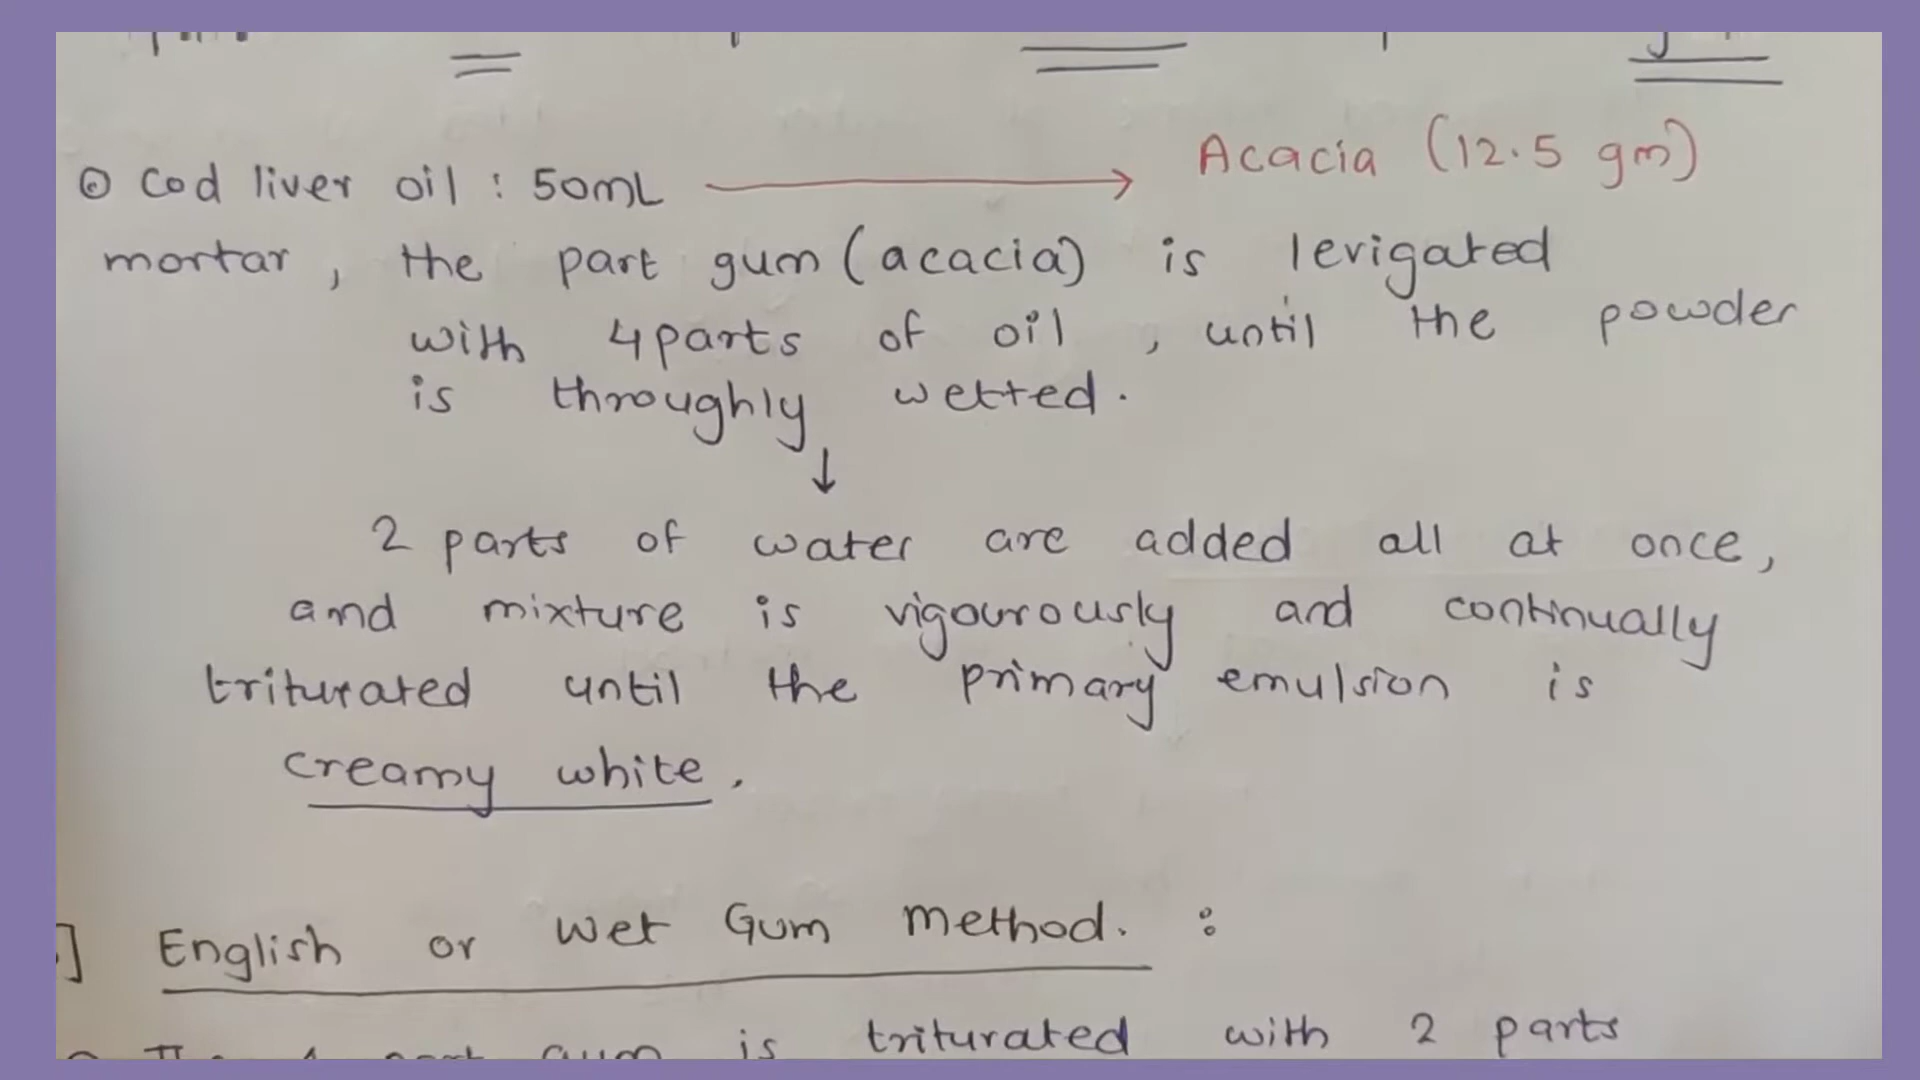 ⊙ Cod liver oil : 50mL ⟶ Acacia (12.5 gm)
mortar, the part gum (acacia) is levigated
with 4 parts of oil, until the powder
is throughly wetted.
↓
2 parts of water are added all at once,
and mixture is vigourously and continually
triturated until the primary emulsion is
creamy white.
] English or Wet Gum method. :
is triturated with 2 parts